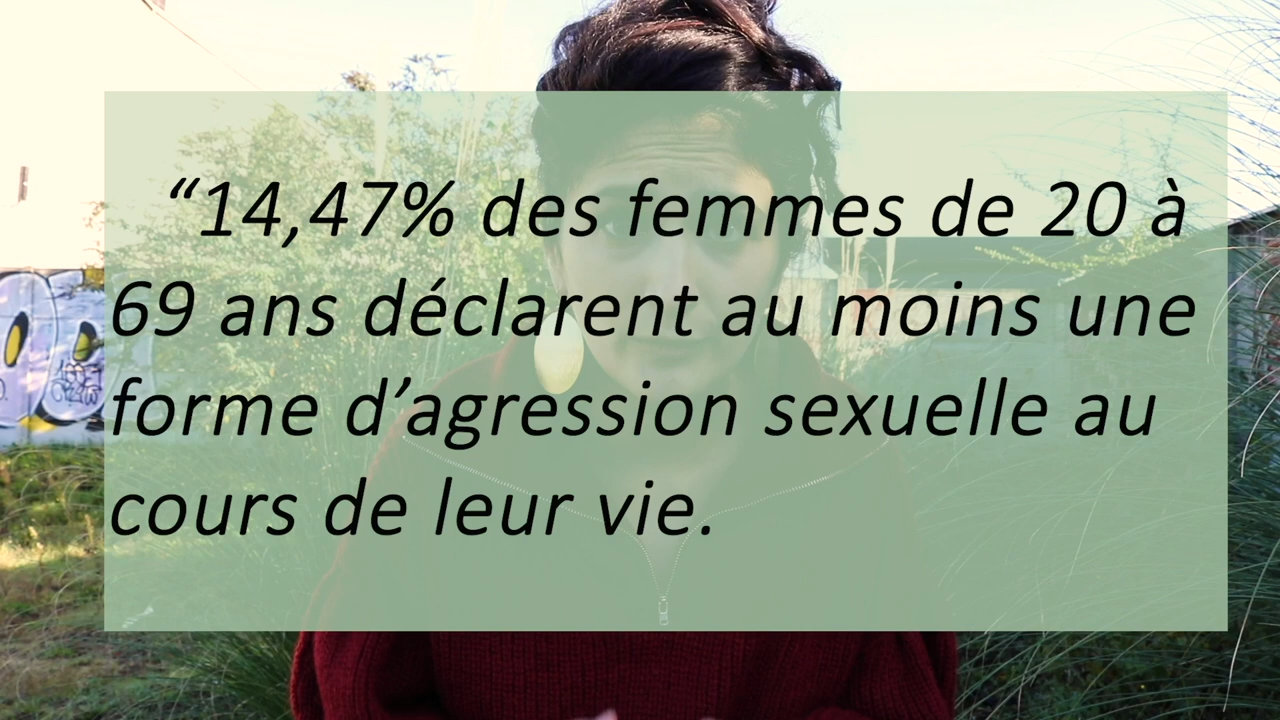 “14,47% des femmes de 20 à
69 ans déclarent au moins une
forme d’agression sexuelle au
cours de leur vie.